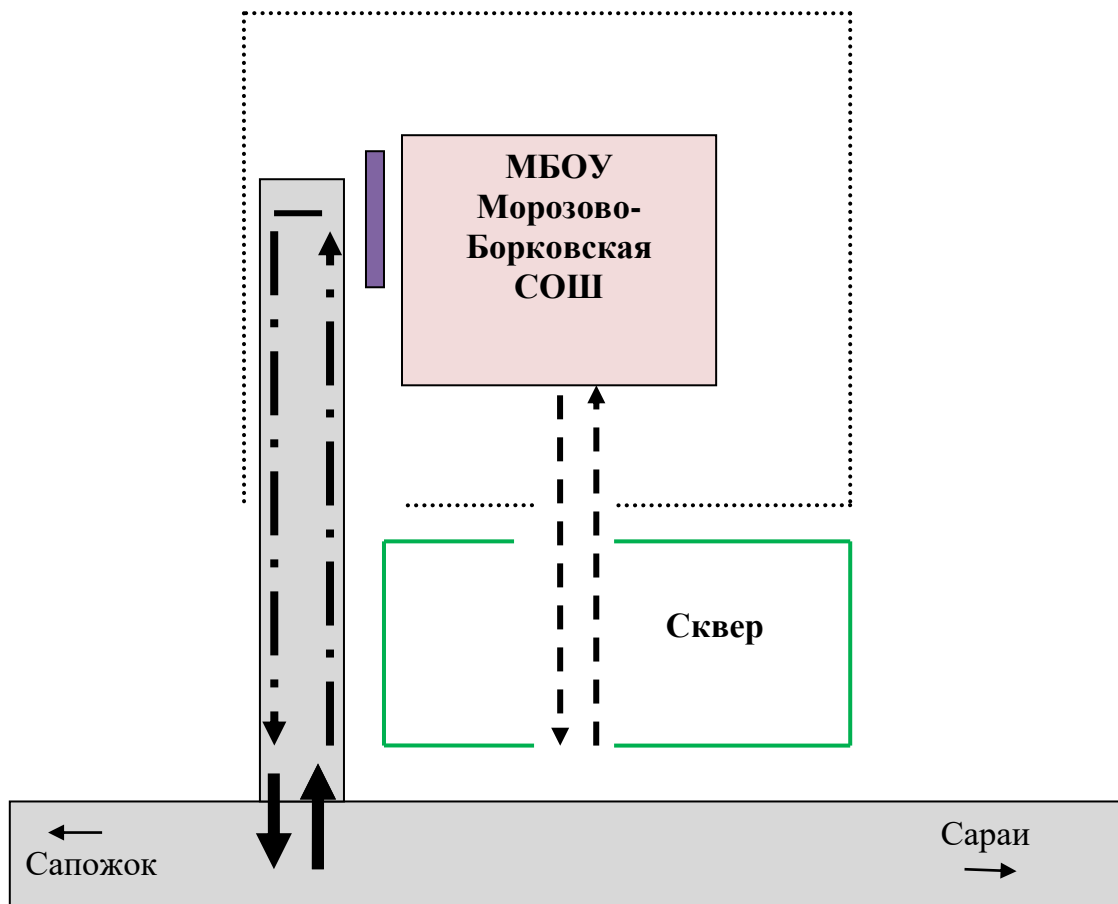 МБОУ
Морозово-
Борковская
СОШ
Сквер
Сапожок
Сараи